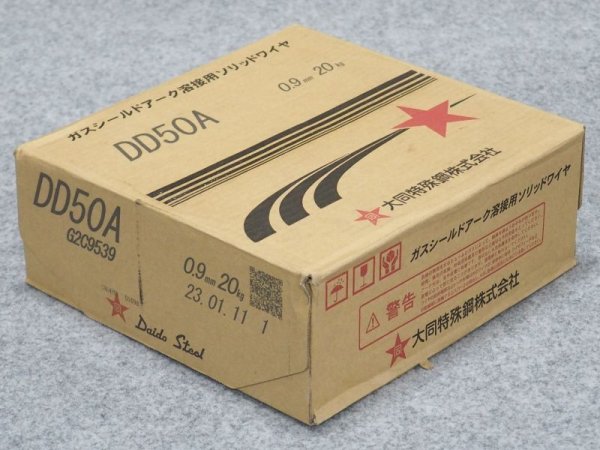 ガスシールドアーク溶接用ソリッドワイヤ
DD50A
0.9mm 20kg
同 大同特殊鋼株式会社
DD50A
G2C9539
0.9mm 20kg
23.01.11 1
同 Daido Steel
ガスシールドアーク溶接用ソリッドワイヤ
警告
同 大同特殊鋼株式会社